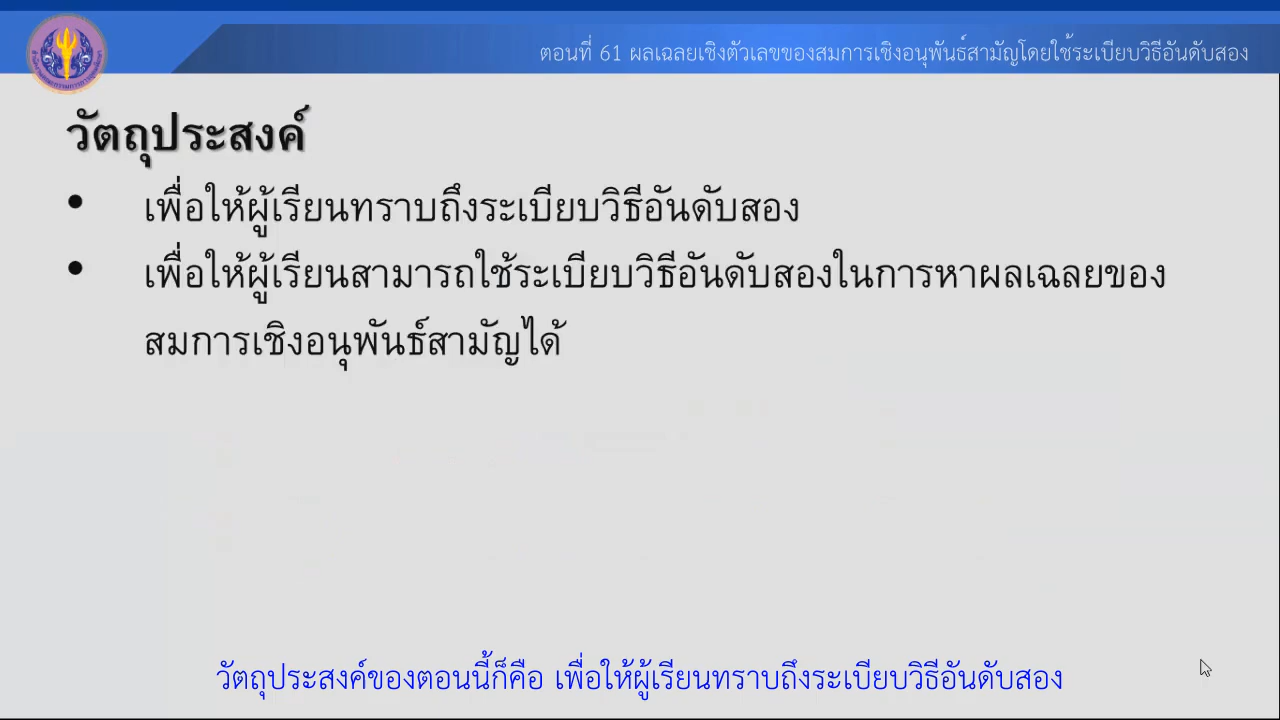 ตอนที่ 61 ผลเฉลยเชิงตัวเลขของสมการเชิงอนุพันธ์สามัญโดยใช้ระเบียบวิธีอันดับสอง
วัตถุประสงค์
• เพื่อให้ผู้เรียนทราบถึงระเบียบวิธีอันดับสอง
• เพื่อให้ผู้เรียนสามารถใช้ระเบียบวิธีอันดับสองในการหาผลเฉลยของ
สมการเชิงอนุพันธ์สามัญได้
วัตถุประสงค์ของตอนนี้ก็คือ เพื่อให้ผู้เรียนทราบถึงระเบียบวิธีอันดับสอง